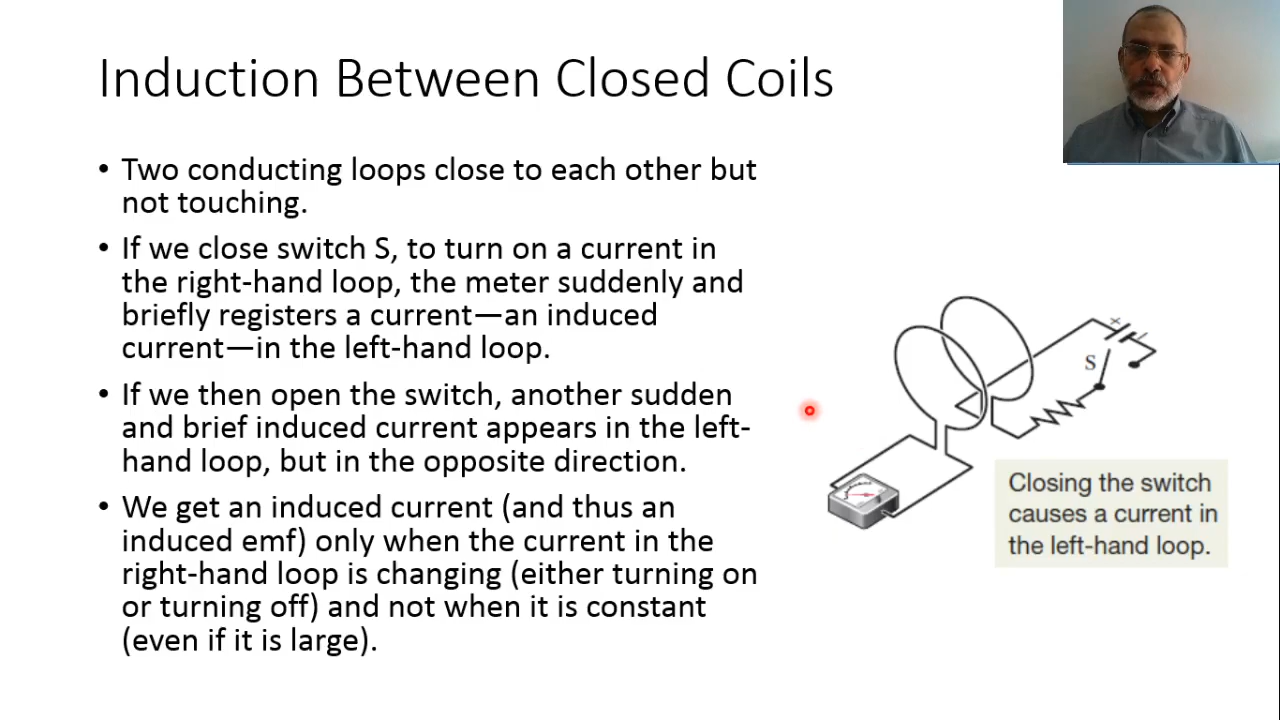 Induction Between Closed Coils
• Two conducting loops close to each other but
not touching.
• If we close switch S, to turn on a current in
the right-hand loop, the meter suddenly and
briefly registers a current—an induced
current—in the left-hand loop.
• If we then open the switch, another sudden
and brief induced current appears in the left-
hand loop, but in the opposite direction.
• We get an induced current (and thus an
induced emf) only when the current in the
right-hand loop is changing (either turning on
or turning off) and not when it is constant
(even if it is large).
+ –
S
Closing the switch
causes a current in
the left-hand loop.